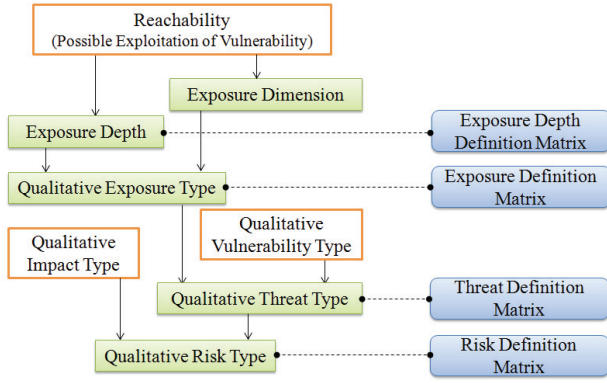 Reachability
(Possible Exploitation of Vulnerability)
Exposure Dimension
Exposure Depth
Exposure Depth
Definition Matrix
Qualitative Exposure Type
Exposure Definition
Matrix
Qualitative
Vulnerability Type
Qualitative
Impact Type
Qualitative Threat Type
Threat Definition
Matrix
Qualitative Risk Type
Risk Definition
Matrix